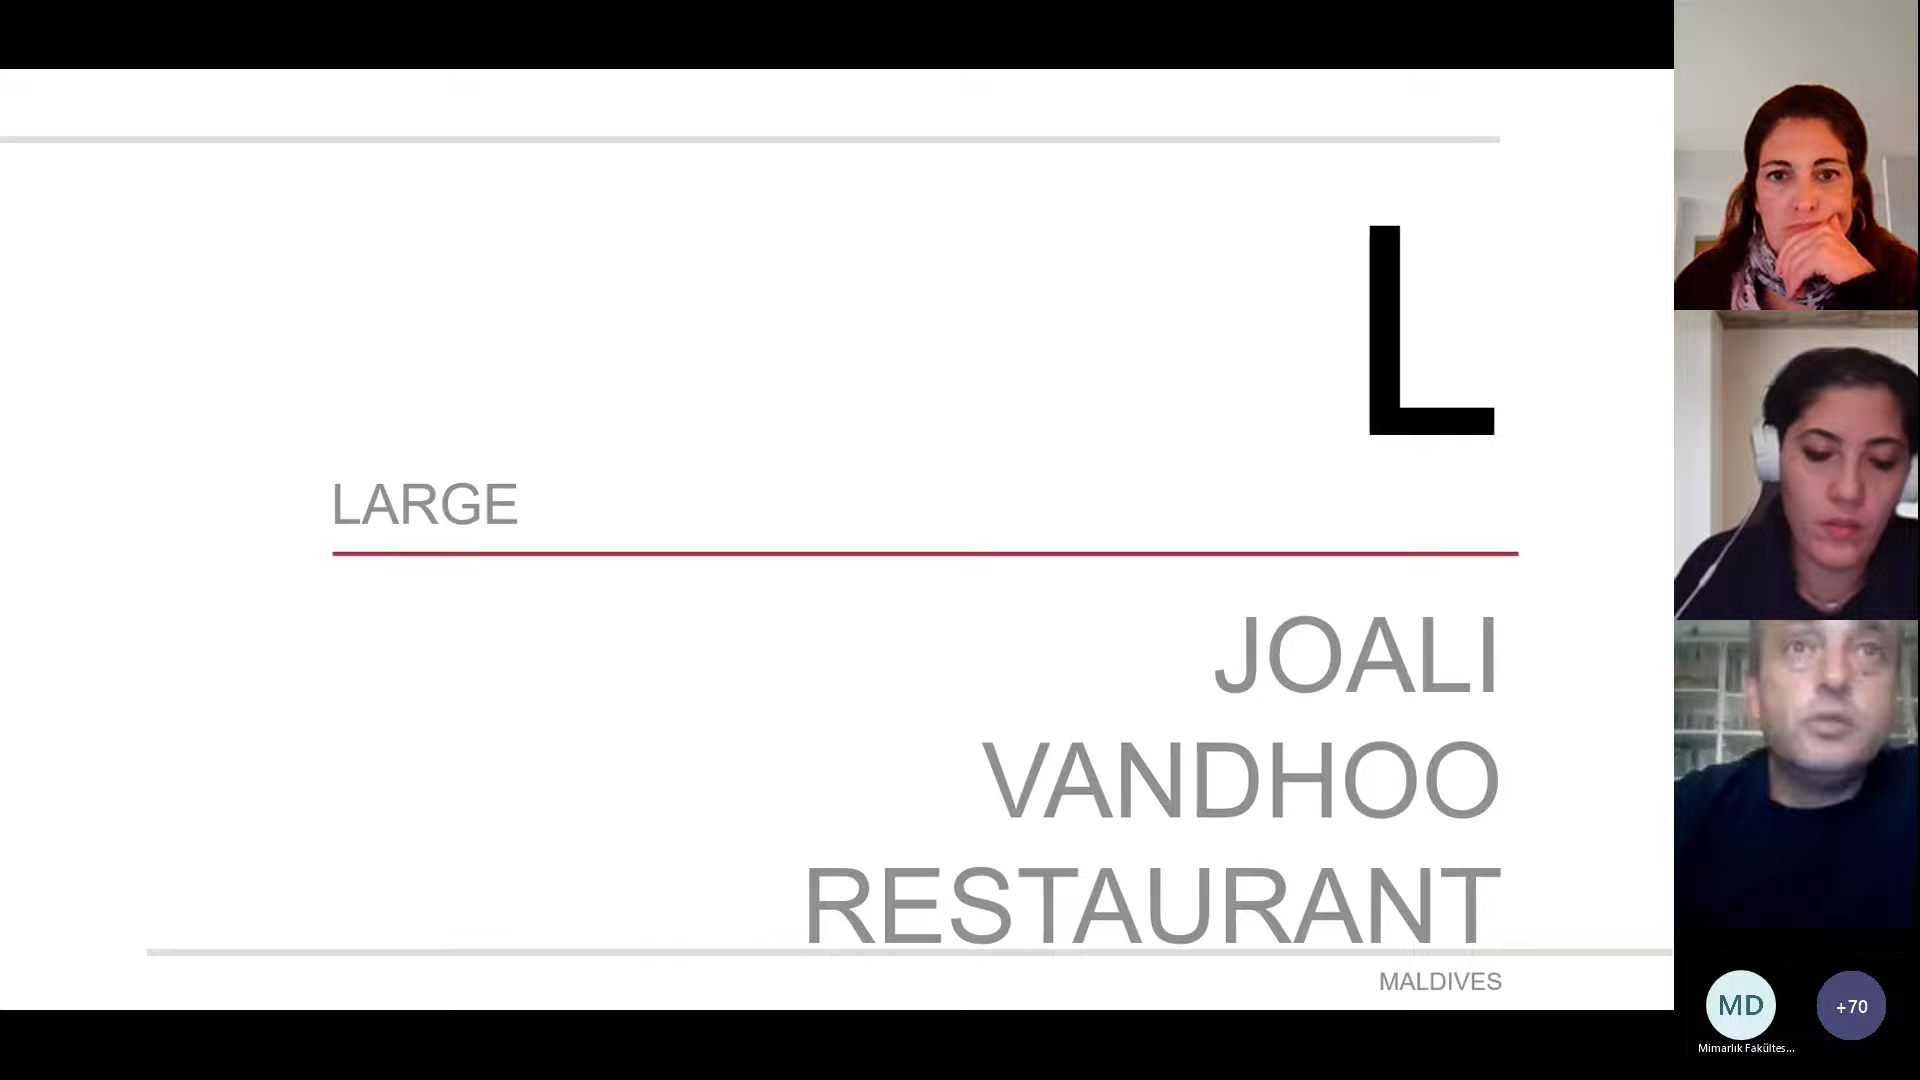 L
LARGE
JOALI
VANDHOO
RESTAURANT
MALDIVES
MD
+70
Mimarlık Fakültes...